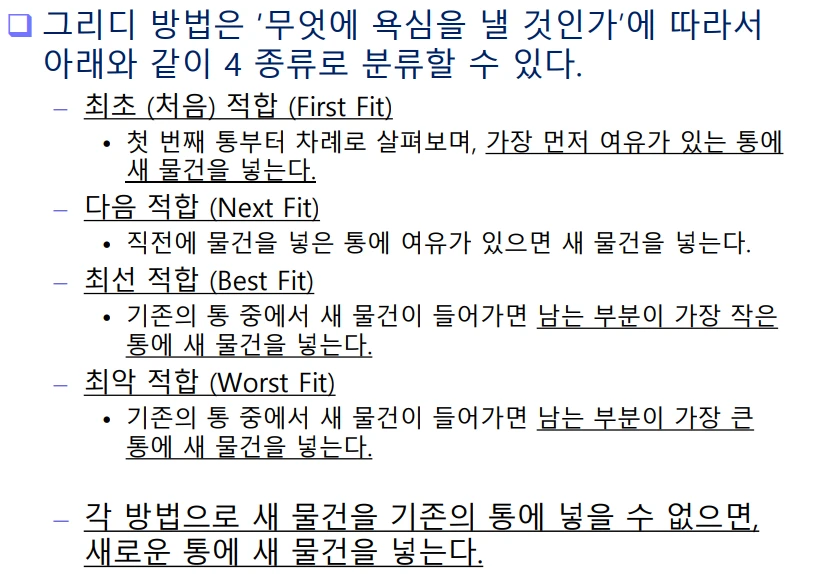 ❑ 그리디 방법은 '무엇에 욕심을 낼 것인가'에 따라서
아래와 같이 4 종류로 분류할 수 있다.
– 최초 (처음) 적합 (First Fit)
• 첫 번째 통부터 차례로 살펴보며, 가장 먼저 여유가 있는 통에
새 물건을 넣는다.
– 다음 적합 (Next Fit)
• 직전에 물건을 넣은 통에 여유가 있으면 새 물건을 넣는다.
– 최선 적합 (Best Fit)
• 기존의 통 중에서 새 물건이 들어가면 남는 부분이 가장 작은
통에 새 물건을 넣는다.
– 최악 적합 (Worst Fit)
• 기존의 통 중에서 새 물건이 들어가면 남는 부분이 가장 큰
통에 새 물건을 넣는다.
– 각 방법으로 새 물건을 기존의 통에 넣을 수 없으면,
새로운 통에 새 물건을 넣는다.